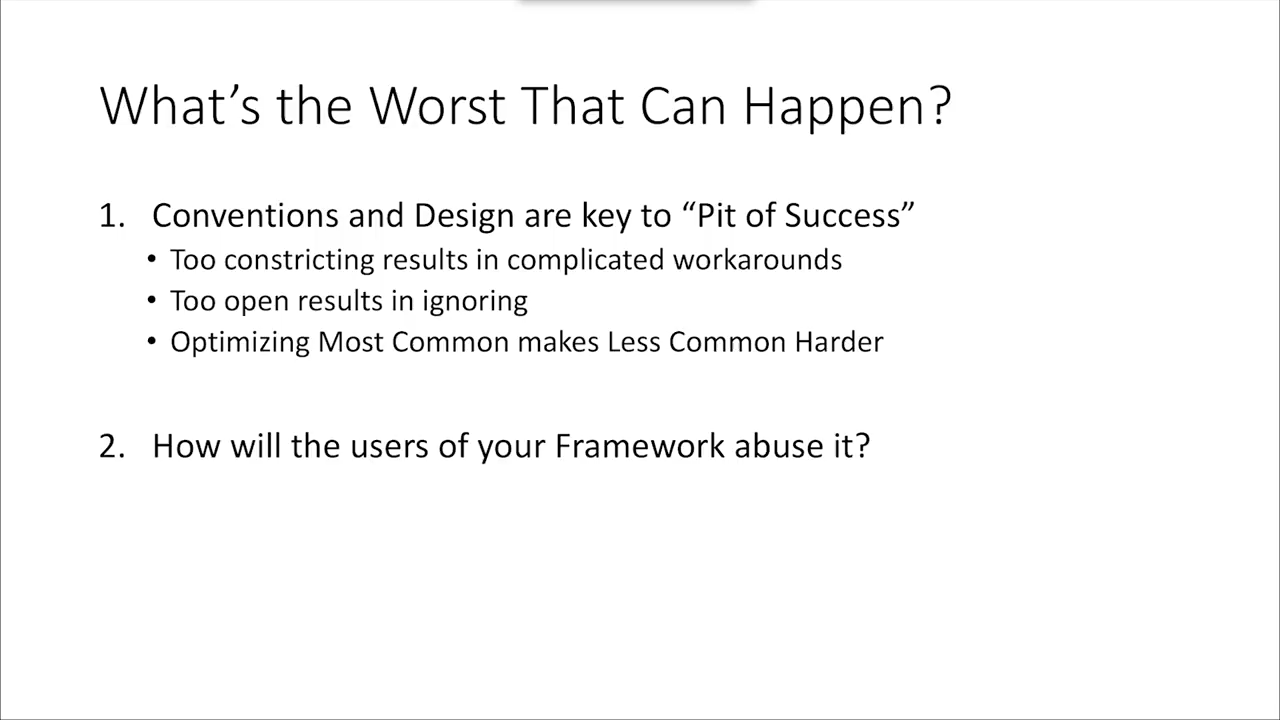 What’s the Worst That Can Happen?
1. Conventions and Design are key to “Pit of Success”
• Too constricting results in complicated workarounds
• Too open results in ignoring
• Optimizing Most Common makes Less Common Harder
2. How will the users of your Framework abuse it?